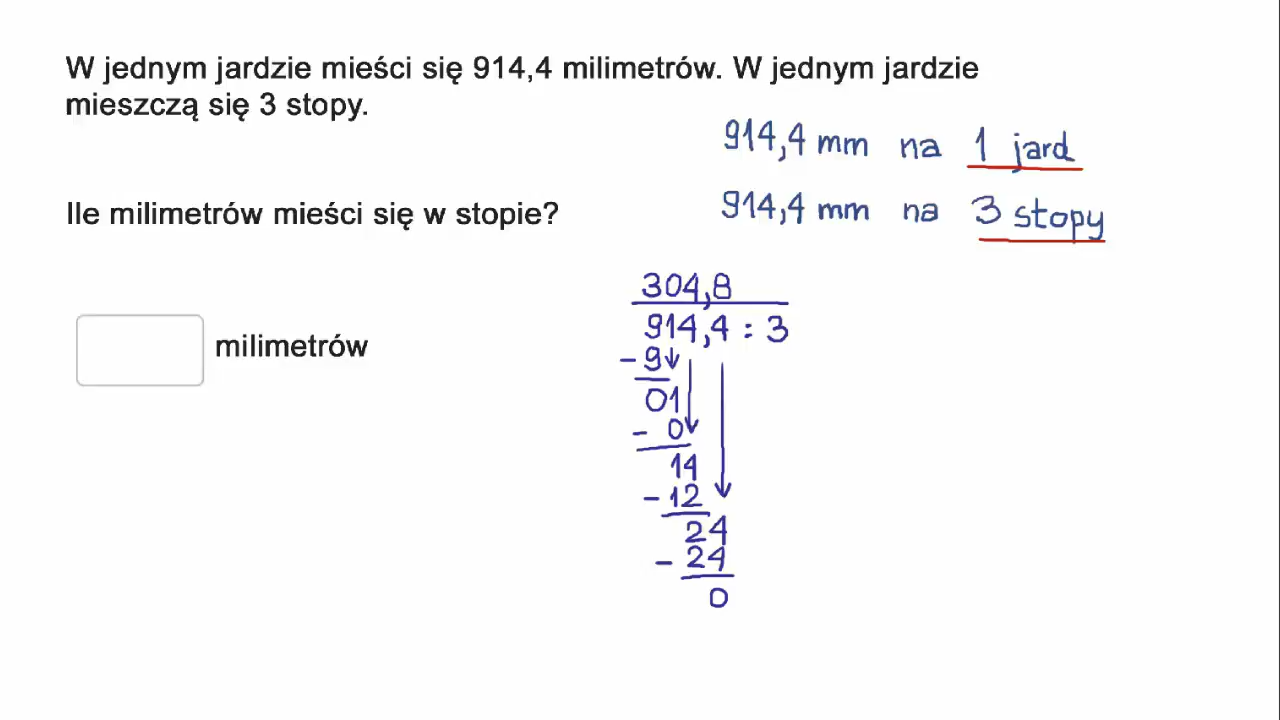 W jednym jardzie mieści się 914,4 milimetrów. W jednym jardzie
mieszczą się 3 stopy.
914,4 mm na 1 jard
914,4 mm na 3 stopy
Ile milimetrów mieści się w stopie?
milimetrów
304,8
914,4 : 3
- 9
01
- 0
14
- 12
24
- 24
0